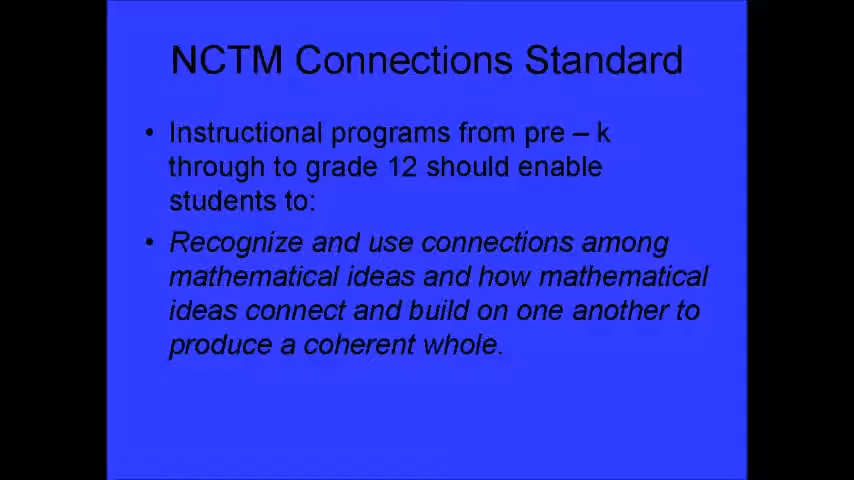 NCTM Connections Standard
• Instructional programs from pre – k
through to grade 12 should enable
students to:
• Recognize and use connections among
mathematical ideas and how mathematical
ideas connect and build on one another to
produce a coherent whole.